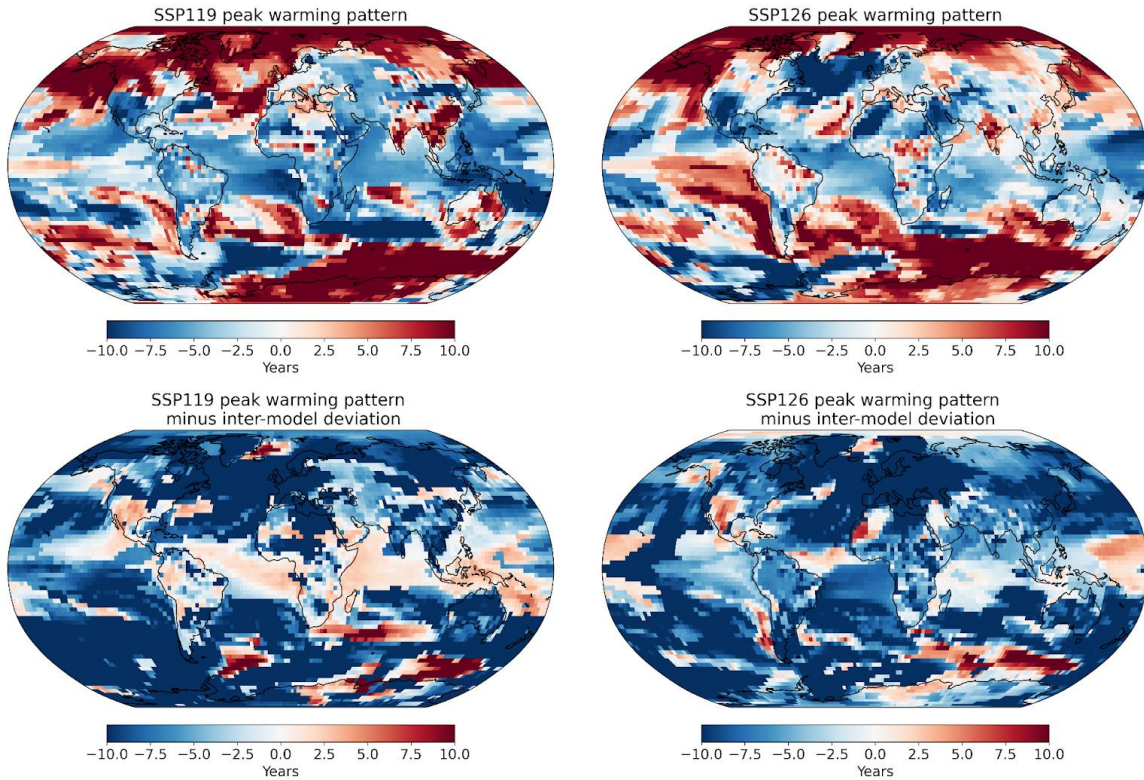 SSP119 peak warming pattern
SSP126 peak warming pattern
−10.0 −7.5 −5.0 −2.5 0.0 2.5 5.0 7.5 10.0
Years
−10.0 −7.5 −5.0 −2.5 0.0 2.5 5.0 7.5 10.0
Years
SSP119 peak warming pattern
minus inter-model deviation
SSP126 peak warming pattern
minus inter-model deviation
−10.0 −7.5 −5.0 −2.5 0.0 2.5 5.0 7.5 10.0
Years
−10.0 −7.5 −5.0 −2.5 0.0 2.5 5.0 7.5 10.0
Years